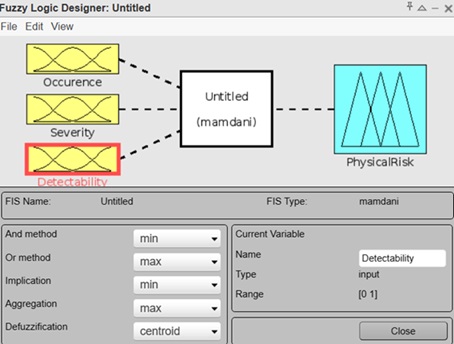 Fuzzy Logic Designer: Untitled
File Edit View
Occurence
Severity
Detectability
Untitled
(mamdani)
PhysicalRisk
FIS Name: Untitled FIS Type: mamdani
And method min
Or method max
Implication min
Aggregation max
Defuzzification centroid
Current Variable
Name Detectability
Type input
Range [0 1]
Close